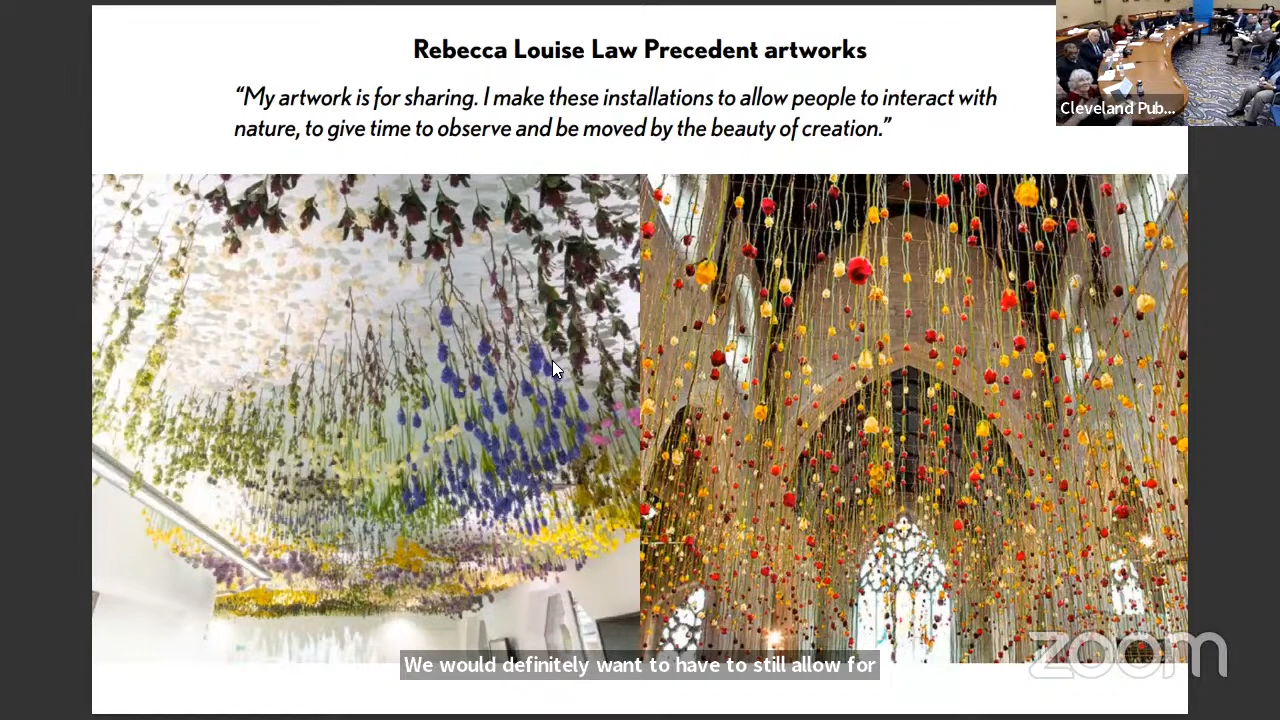 Rebecca Louise Law Precedent artworks
“My artwork is for sharing. I make these installations to allow people to interact with
nature, to give time to observe and be moved by the beauty of creation.”
Cleveland Pub...
We would definitely want to have to still allow for
zoom